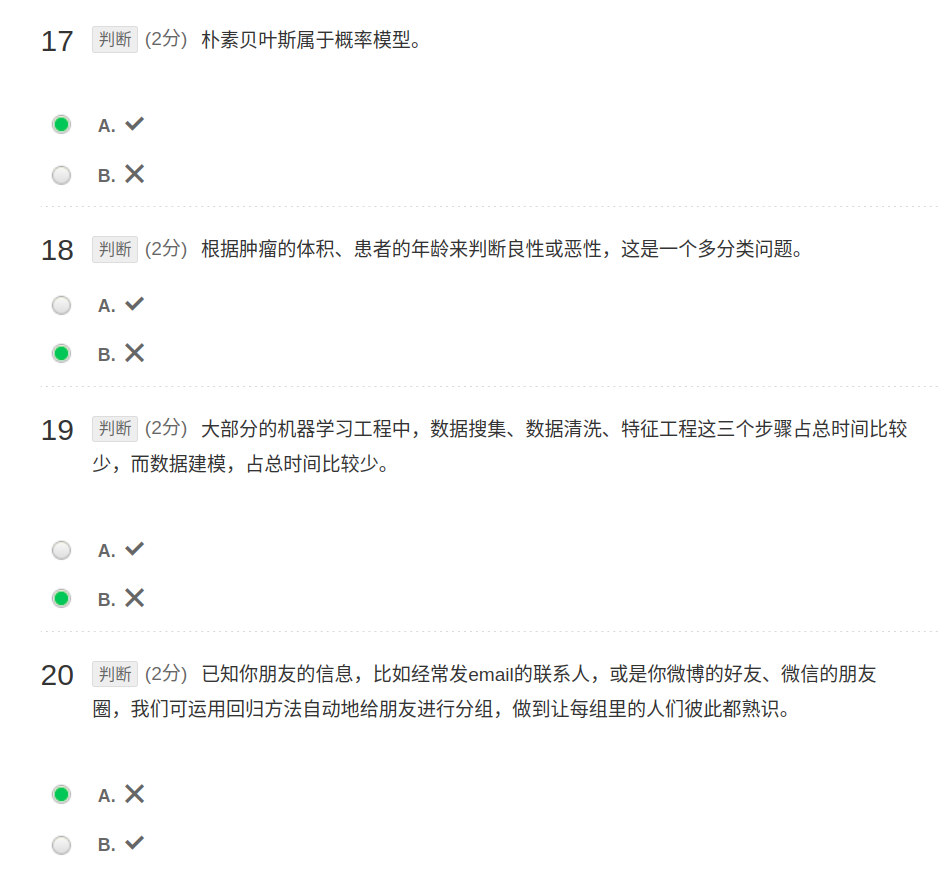 17 判断 (2分) 朴素贝叶斯属于概率模型。
A. ✔
B. ✕
18 判断 (2分) 根据肿瘤的体积、患者的年龄来判断良性或恶性，这是一个多分类问题。
A. ✔
B. ✕
19 判断 (2分) 大部分的机器学习工程中，数据搜集、数据清洗、特征工程这三个步骤占总时间比较
少，而数据建模，占总时间比较少。
A. ✔
B. ✕
20 判断 (2分) 已知你朋友的信息，比如经常发email的联系人，或是你微博的好友、微信的朋友
圈，我们可运用回归方法自动地给朋友进行分组，做到让每组里的人们彼此都熟识。
A. ✕
B. ✔